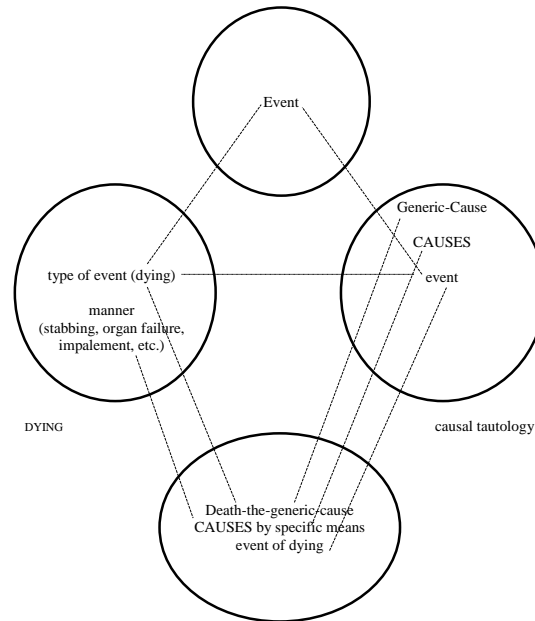 Event
Generic-Cause
CAUSES
type of event (dying)
event
manner
(stabbing, organ failure,
impalement, etc.)
DYING
causal tautology
Death-the-generic-cause
CAUSES by specific means
event of dying